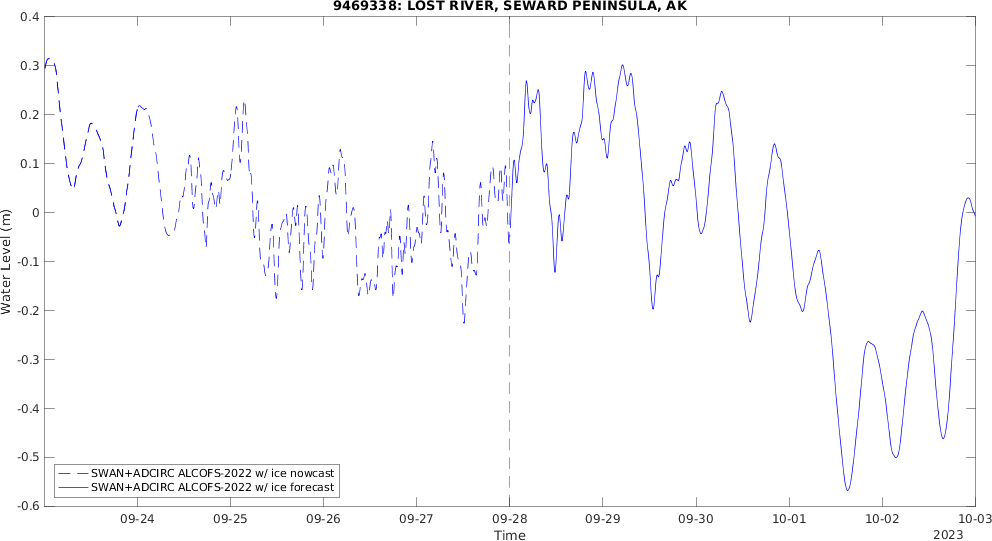 9469338: LOST RIVER, SEWARD PENINSULA, AK
0.4
0.3
0.2
0.1
0
-0.1
-0.2
-0.3
-0.4
-0.5
-0.6
Water Level (m)
SWAN+ADCIRC ALCOFS-2022 w/ ice nowcast
SWAN+ADCIRC ALCOFS-2022 w/ ice forecast
09-24 09-25 09-26 09-27 09-28 09-29 09-30 10-01 10-02 10-03
Time
2023